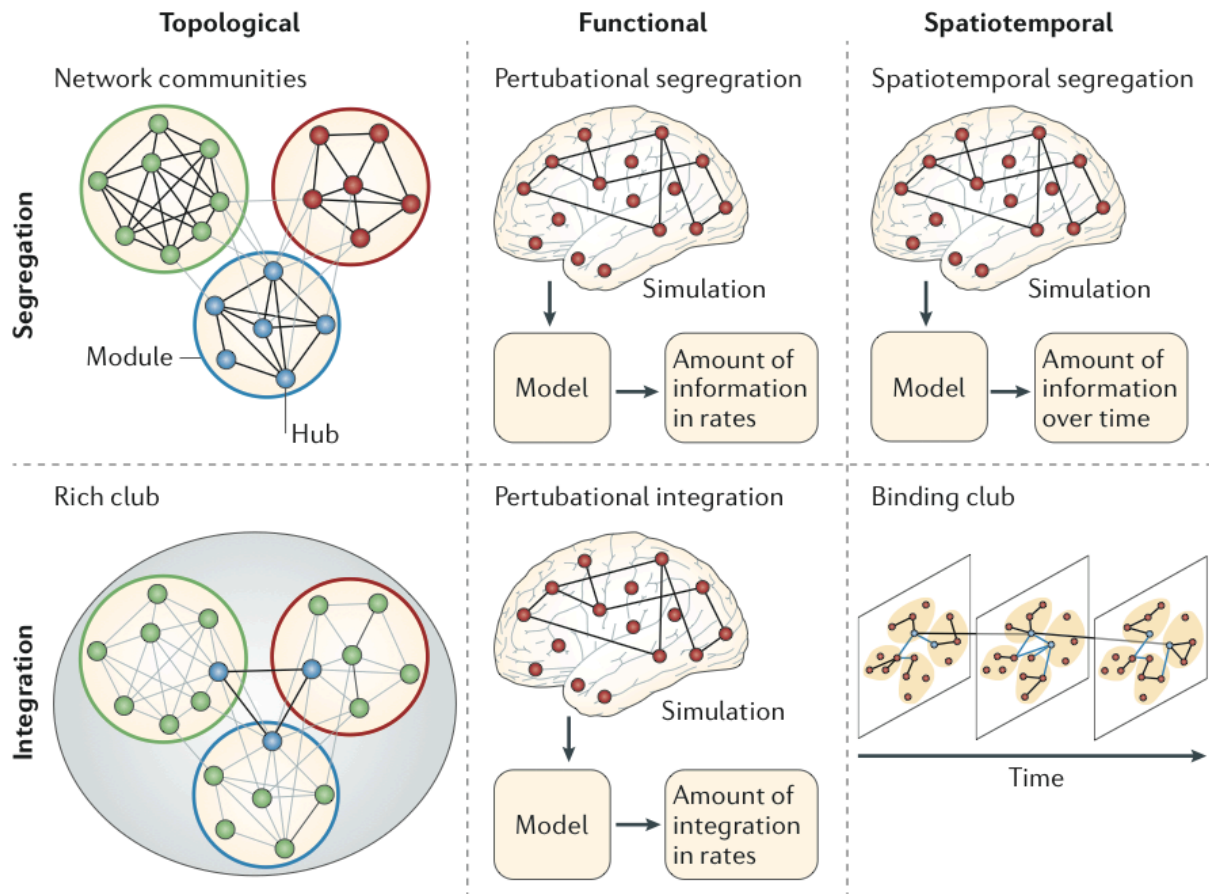 Topological
Functional
Spatiotemporal
Segregation
Network communities
Module
Hub
Pertubational segregration
Simulation
Model
Amount of
information
in rates
Spatiotemporal segregation
Simulation
Model
Amount of
information
over time
Integration
Rich club
Pertubational integration
Simulation
Model
Amount of
integration
in rates
Binding club
Time